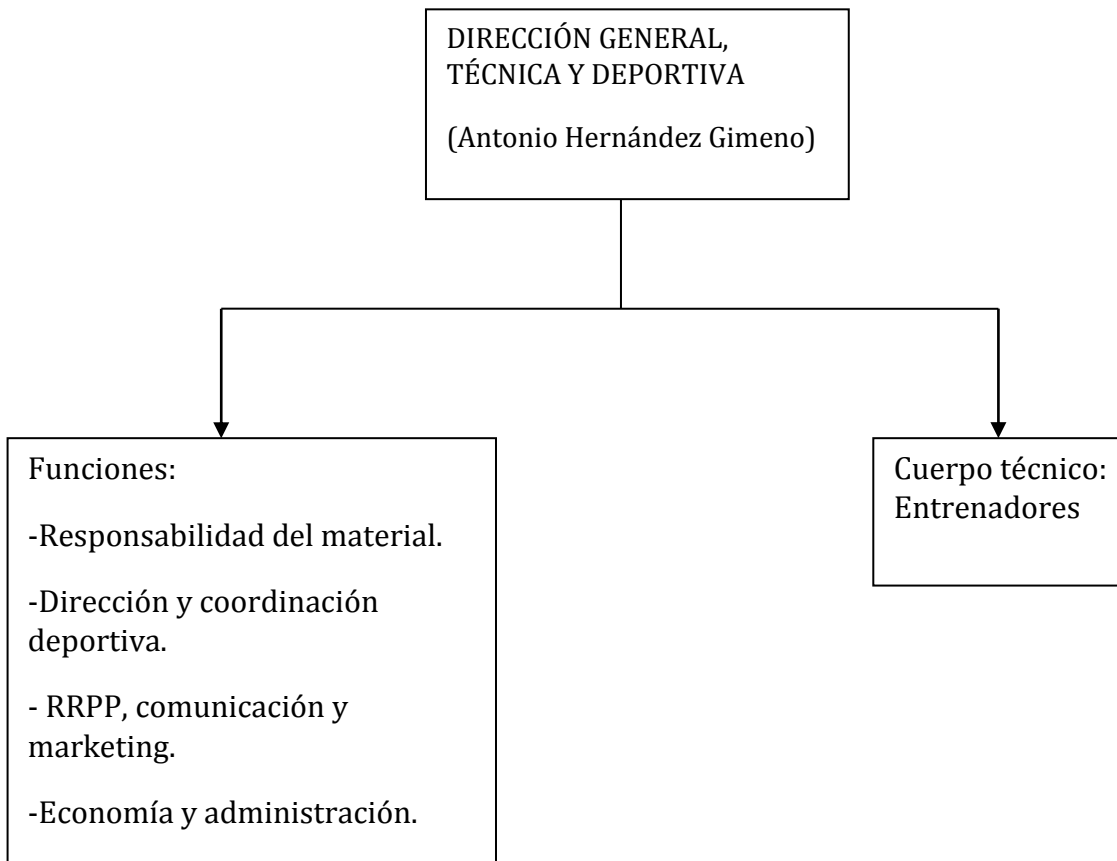 DIRECCIÓN GENERAL,
TÉCNICA Y DEPORTIVA
(Antonio Hernández Gimeno)
Funciones:
-Responsabilidad del material.
-Dirección y coordinación
deportiva.
- RRPP, comunicación y
marketing.
-Economía y administración.
Cuerpo técnico:
Entrenadores